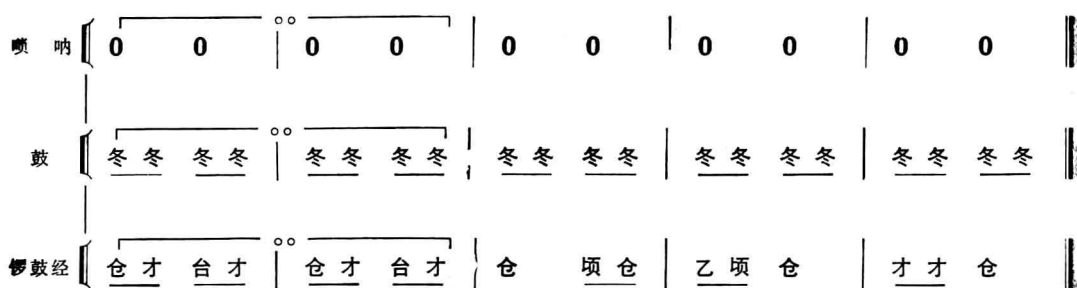 唢呐 0 0 0 0 0 0 0 0 0 0
鼓 冬冬 冬冬 冬冬 冬冬 冬冬 冬冬 冬冬 冬冬 冬冬 冬冬
锣鼓经 仓才 台才 仓才 台才 仓 顷仓 乙顷 仓 才才 仓